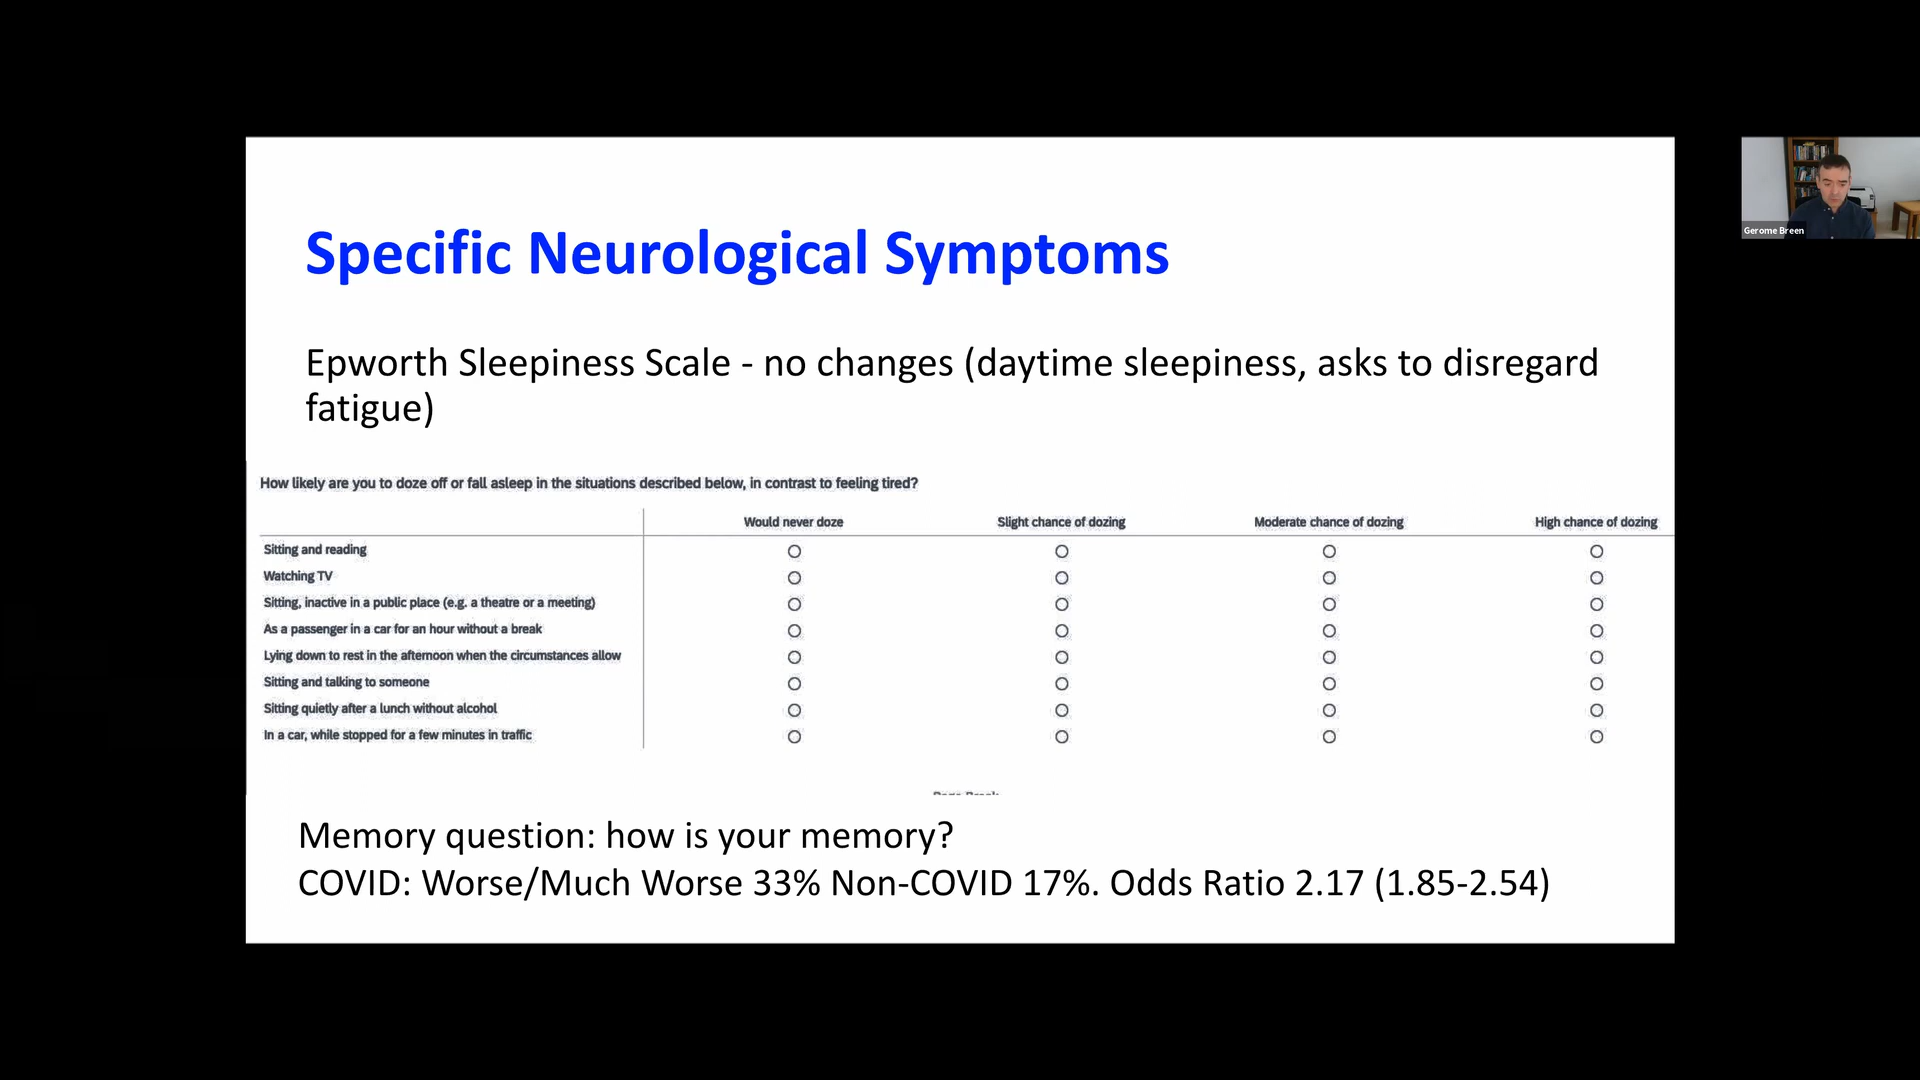 Specific Neurological Symptoms
Gerome Breen
Epworth Sleepiness Scale - no changes (daytime sleepiness, asks to disregard
fatigue)
How likely are you to doze off or fall asleep in the situations described below, in contrast to feeling tired?
Would never doze Slight chance of dozing Moderate chance of dozing High chance of dozing
Sitting and reading
Watching TV
Sitting, inactive in a public place (e.g. a theatre or a meeting)
As a passenger in a car for an hour without a break
Lying down to rest in the afternoon when the circumstances allow
Sitting and talking to someone
Sitting quietly after a lunch without alcohol
In a car, while stopped for a few minutes in traffic
Memory question: how is your memory?
COVID: Worse/Much Worse 33% Non-COVID 17%. Odds Ratio 2.17 (1.85-2.54)